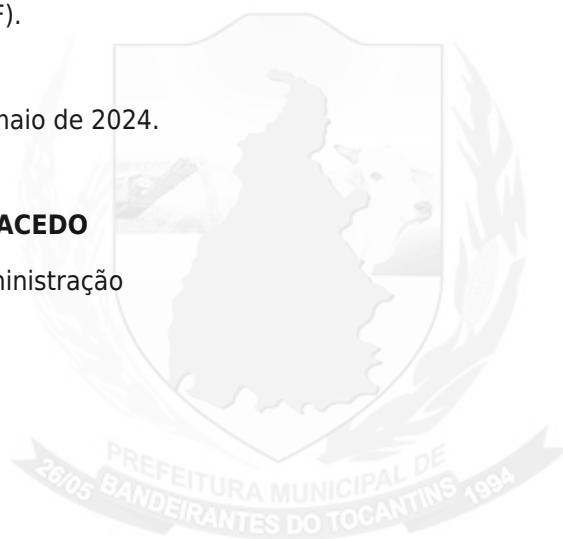 F).
maio de 2024.
ACEDO
ministração
PREFEITURA MUNICIPAL DE
26/05 BANDEIRANTES DO TOCANTINS 1994